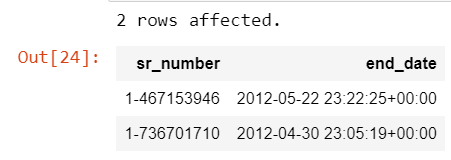 2 rows affected.
Out[24]:
sr_number end_date
1-467153946 2012-05-22 23:22:25+00:00
1-736701710 2012-04-30 23:05:19+00:00